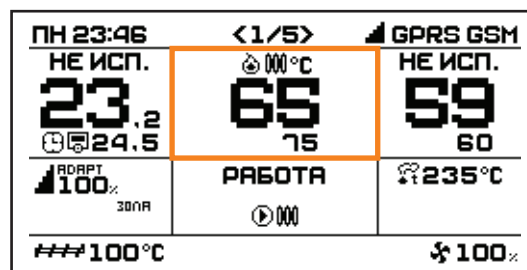 ПН 23:46 <1/5> GPRS GSM
НЕ ИСП. °C НЕ ИСП.
23.2 65 59
24.5 75 60
ADAPT
100% РАБОТА 235°C
ЗОЛА
100°C 100%